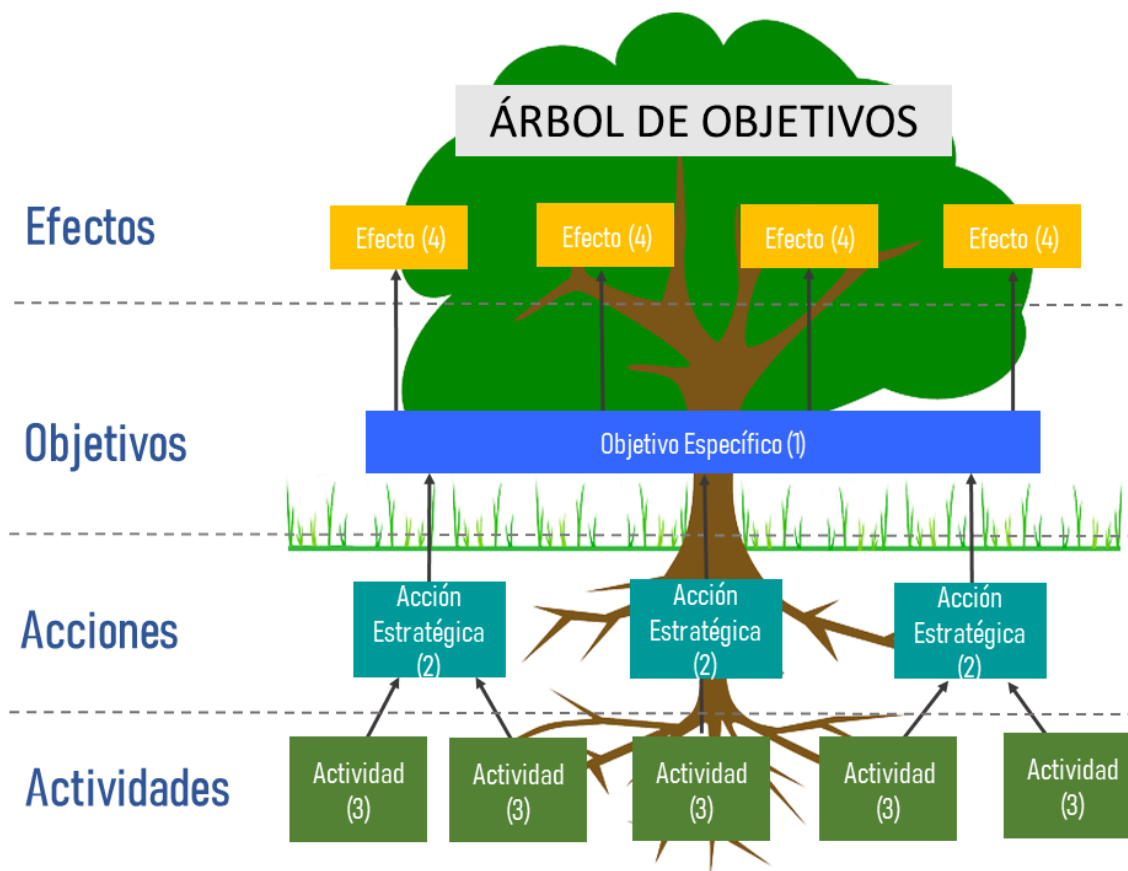 ÁRBOL DE OBJETIVOS
Efectos
Efecto (4)
Efecto (4)
Efecto (4)
Efecto (4)
Objetivos
Objetivo Específico (1)
Acciones
Acción
Estratégica
(2)
Acción
Estratégica
(2)
Acción
Estratégica
(2)
Actividades
Actividad
(3)
Actividad
(3)
Actividad
(3)
Actividad
(3)
Actividad
(3)